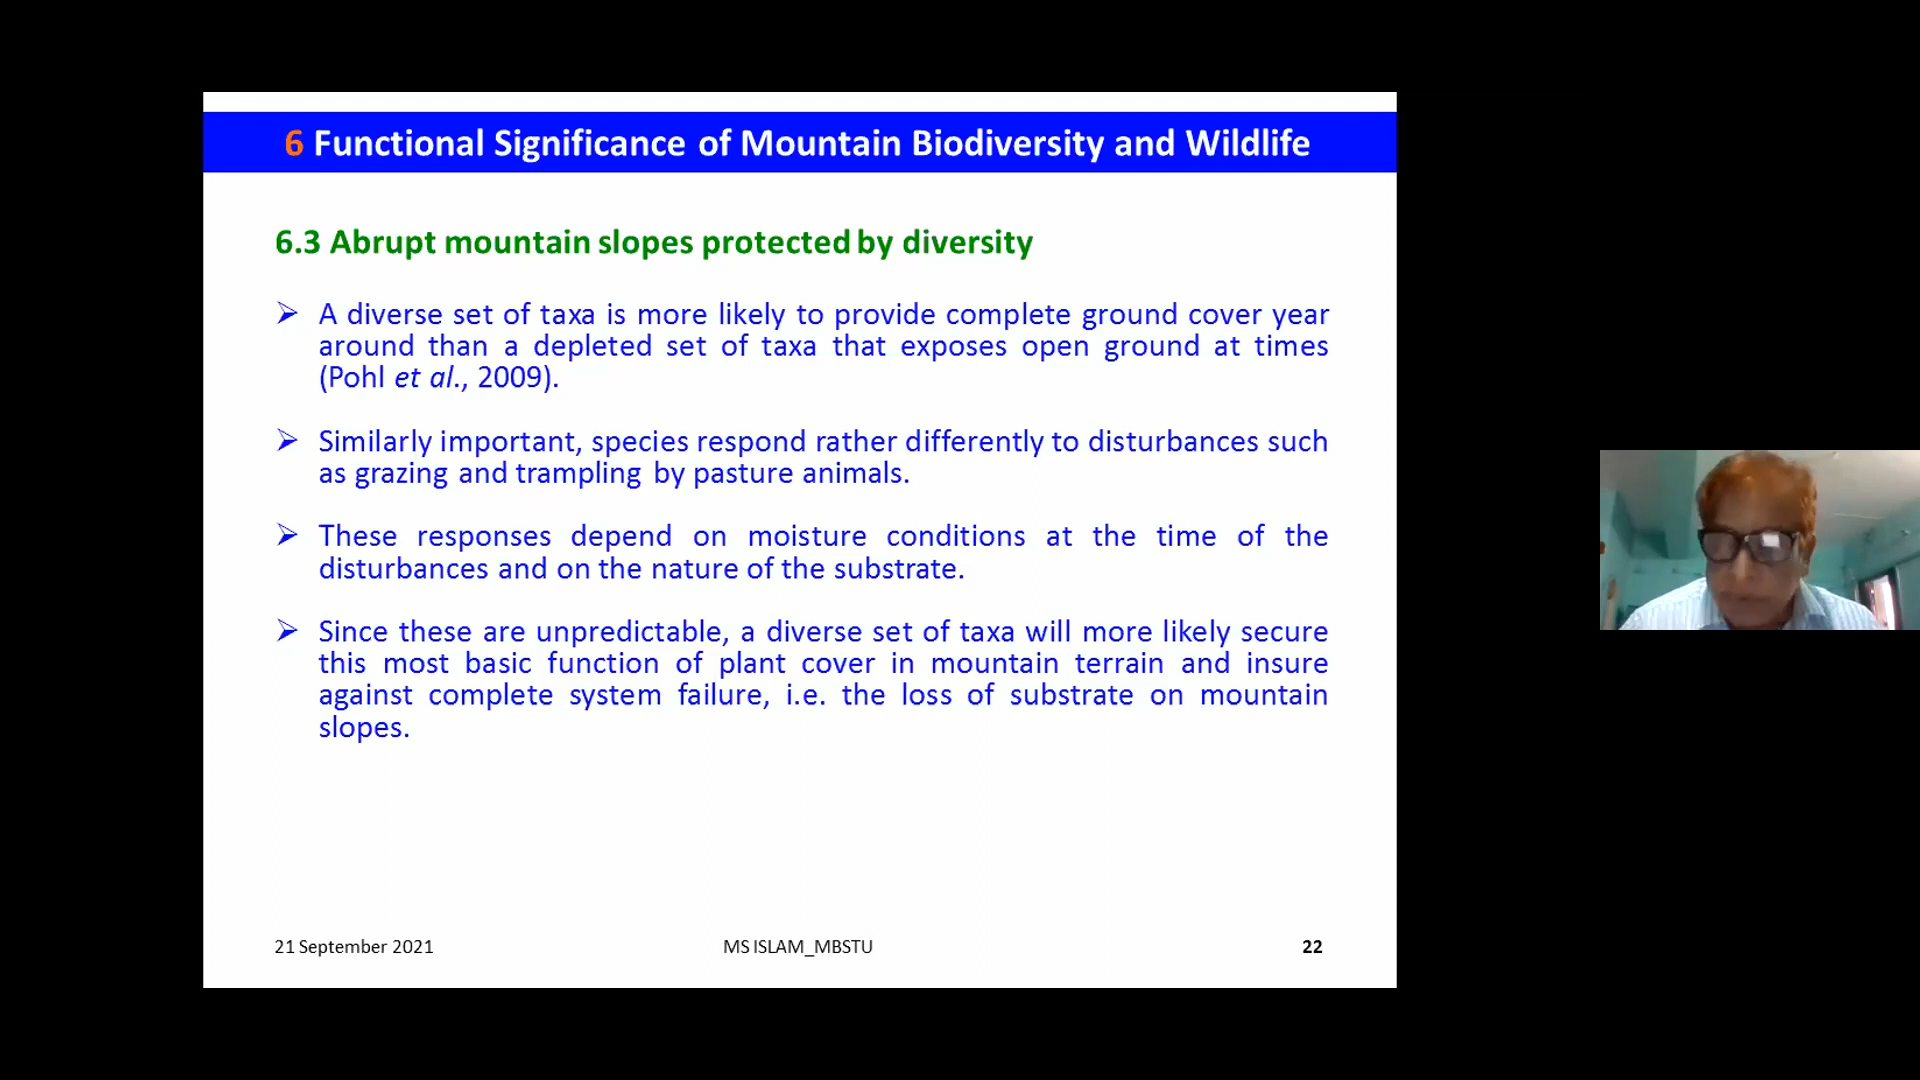 6 Functional Significance of Mountain Biodiversity and Wildlife
6.3 Abrupt mountain slopes protected by diversity
➢ A diverse set of taxa is more likely to provide complete ground cover year
around than a depleted set of taxa that exposes open ground at times
(Pohl et al., 2009).
➢ Similarly important, species respond rather differently to disturbances such
as grazing and trampling by pasture animals.
➢ These responses depend on moisture conditions at the time of the
disturbances and on the nature of the substrate.
➢ Since these are unpredictable, a diverse set of taxa will more likely secure
this most basic function of plant cover in mountain terrain and insure
against complete system failure, i.e. the loss of substrate on mountain
slopes.
21 September 2021 MS ISLAM_MBSTU 22